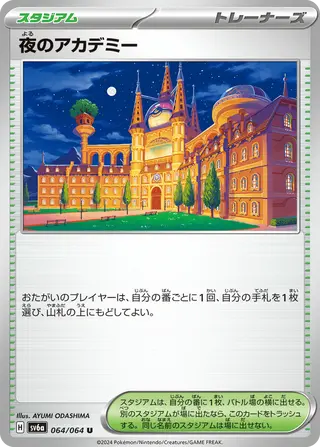 スタジアム
トレーナーズ
よる
夜のアカデミー
おたがいのプレイヤーは、自分の番ごとに1回、自分の手札を1枚
選び、山札の上にもどしてよい。
Illus. AYUMI ODASHIMA
H sv6a 064/064 U
スタジアムは、自分の番に1枚、バトル場の横に出せる。
別のスタジアムが場に出たなら、このカードをトラッシュ
する。同じ名前のスタジアムは場に出せない。
©2024 Pokémon/Nintendo/Creatures/GAME FREAK.